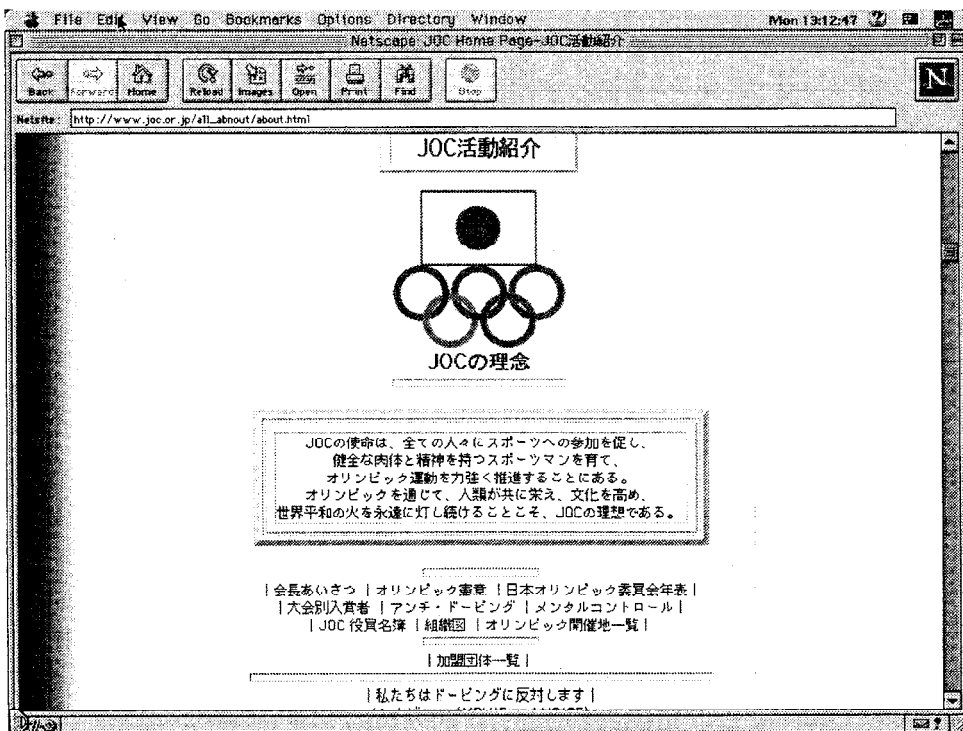 File Edit View Go Bookmarks Options Directory Window
Mon 13:12:47
Netscape: JOC Home Page-JOC活動紹介
Back Forward Home Reload Images Open Print Find Stop
N
Netsite: http://www.joc.or.jp/all_abnout/about.html
JOC活動紹介
JOCの理念
JOCの使命は、全ての人々にスポーツへの参加を促し、
健全な肉体と精神を持つスポーツマンを育て、
オリンピック運動を力強く推進することにある。
オリンピックを通じて、人類が共に栄え、文化を高め、
世界平和の火を永遠に灯し続けることこそ、JOCの理想である。
| 会長あいさつ | オリンピック憲章 | 日本オリンピック委員会年表 |
| 大会別入賞者 | アンチ・ドーピング | メンタルコントロール |
| JOC 役員名簿 | 組織図 | オリンピック開催地一覧 |
| 加盟団体一覧 |
| 私たちはドーピングに反対します |